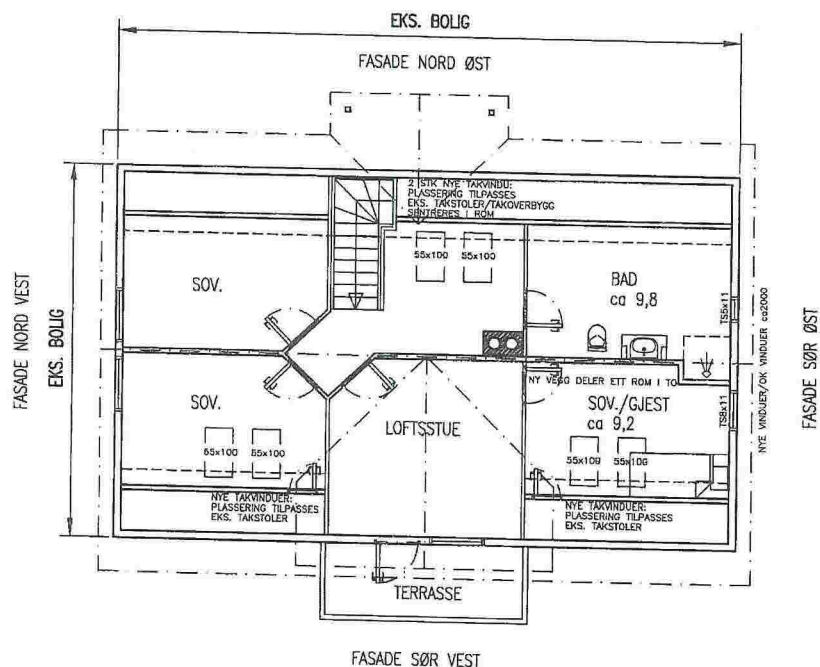 EKS. BOLIG
FASADE NORD ØST
2 STK NYE TAKVINDU:
PLASSERING TILPASSES
EKS. TAKSTOLER/TAKOVERBYGG
SENTRERES I ROM
55x100 55x100
SOV.
BAD
ca 9,8
TS5x11
FASADE NORD VEST
EKS. BOLIG
NYE VINDUER/OK VINDUER ca2000
FASADE SØR ØST
NY VEGG DELER ETT ROM I TO
SOV.
LOFTSSTUE
SOV./GJEST
ca 9,2
TS8x11
55x100 55x100
55x100 55x100
NYE TAKVINDUER:
PLASSERING TILPASSES
EKS. TAKSTOLER
NYE TAKVINDUER:
PLASSERING TILPASSES
EKS. TAKSTOLER
TERRASSE
FASADE SØR VEST